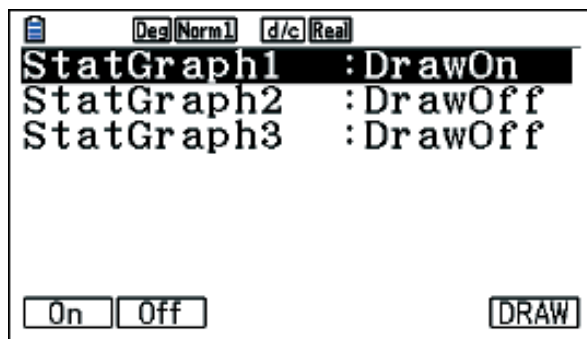 Deg Norm1 d/c Real
StatGraph1 :DrawOn
StatGraph2 :DrawOff
StatGraph3 :DrawOff
On Off DRAW